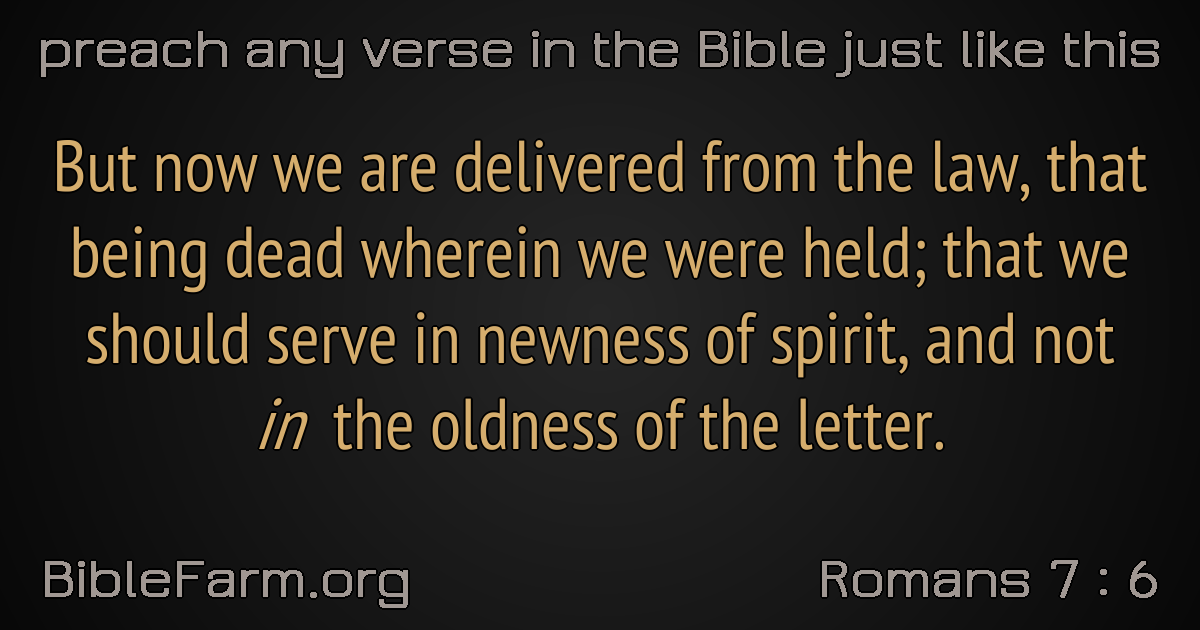 preach any verse in the Bible just like this
But now we are delivered from the law, that
being dead wherein we were held; that we
should serve in newness of spirit, and not
in the oldness of the letter.
BibleFarm.org
Romans 7 : 6